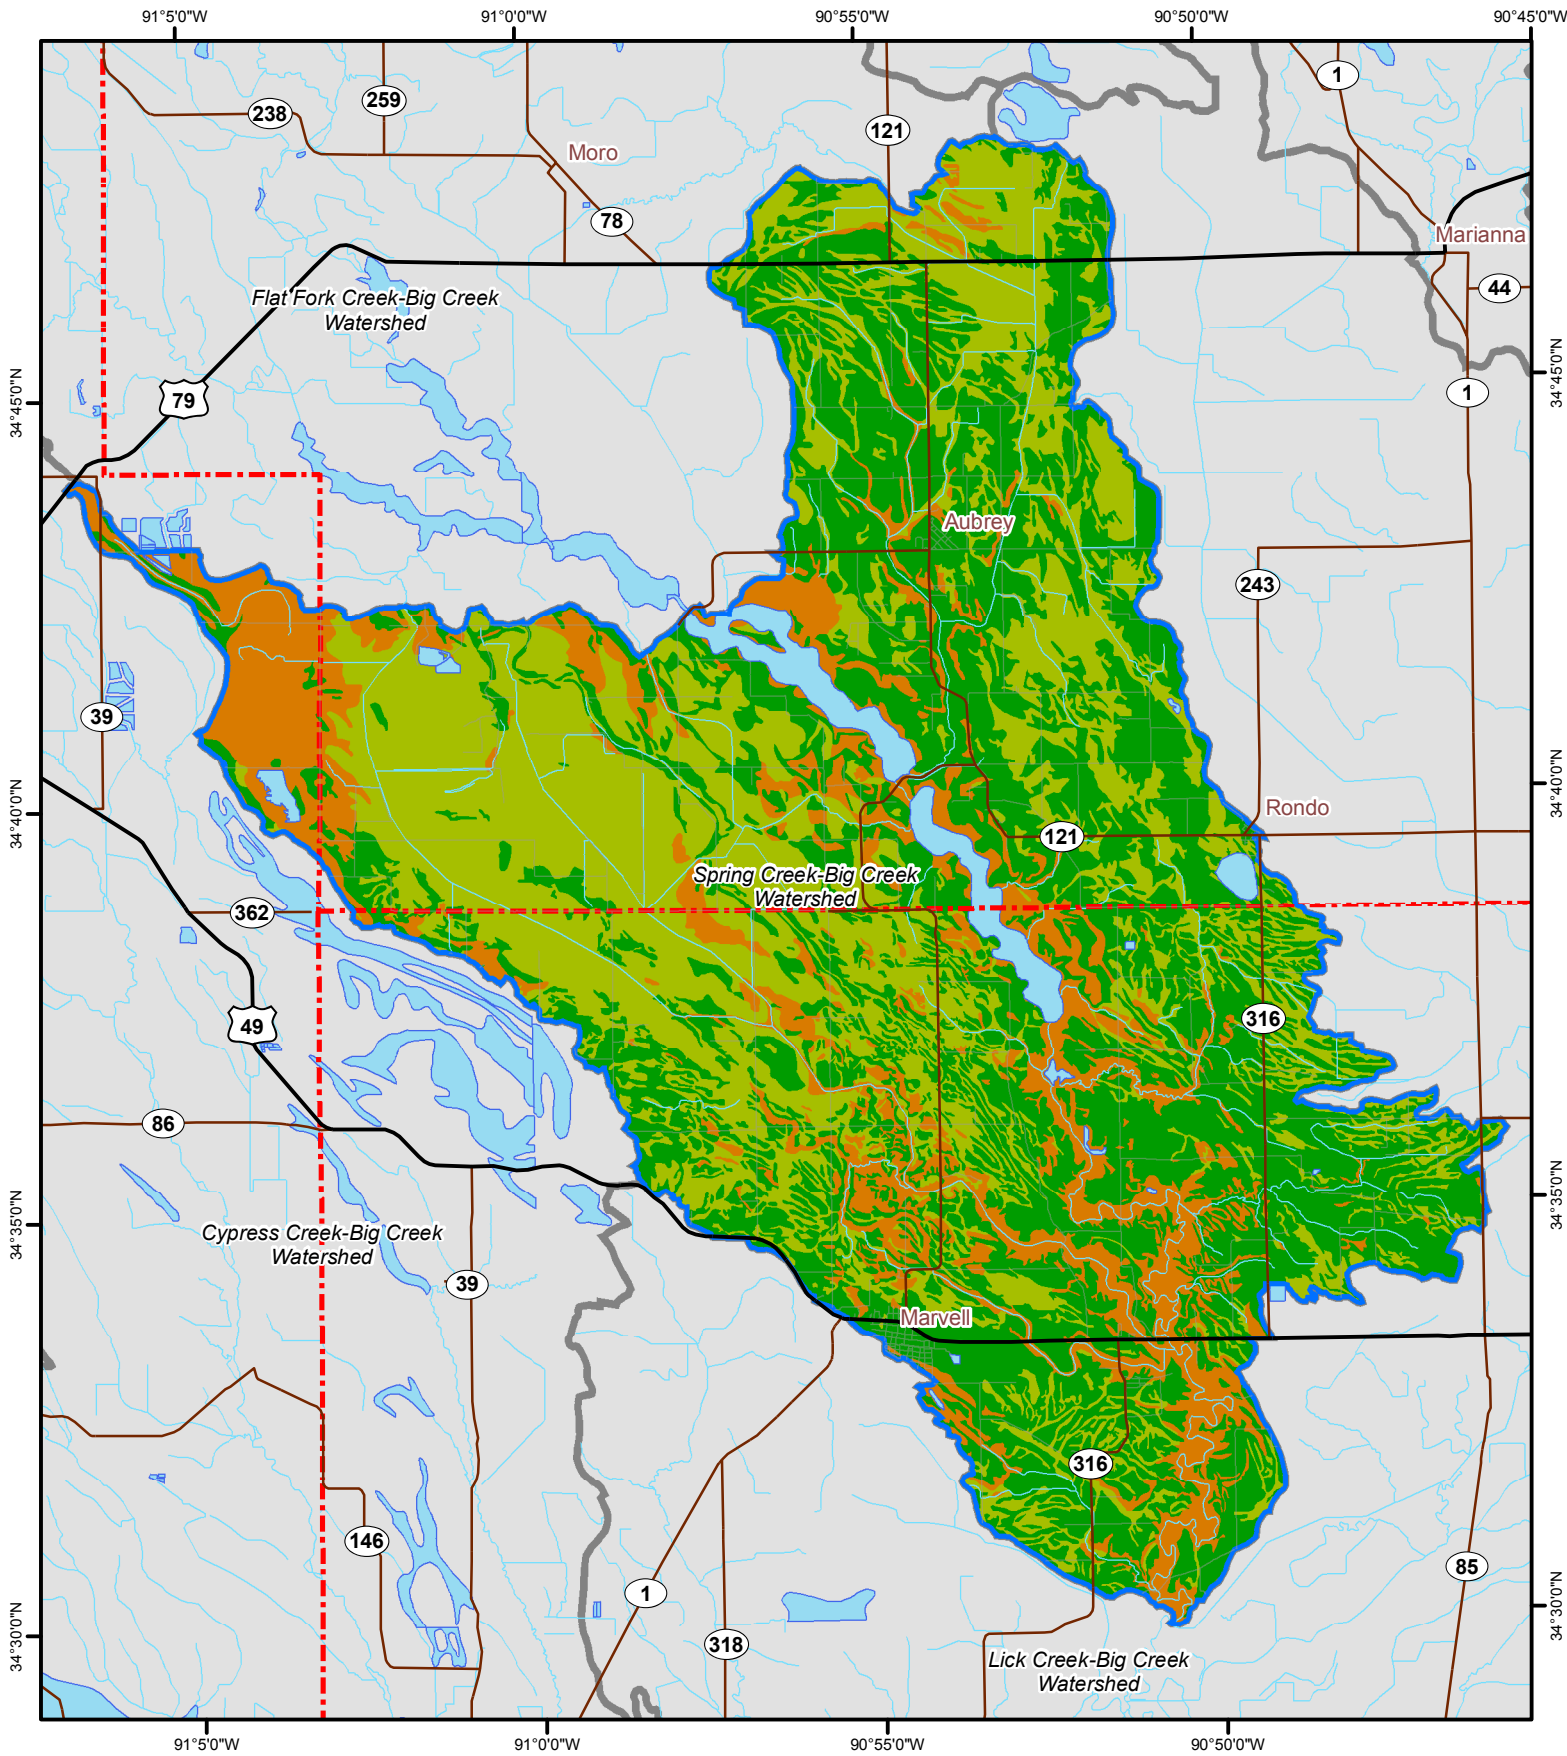 91°5'0"W
91°0'0"W
90°55'0"W
90°50'0"W
90°45'0"W
1
259
238
121
Moro
78
Marianna
44
Flat Fork Creek-Big Creek
Watershed
34°45'0"N
34°45'0"N
79
1
Aubrey
243
39
34°40'0"N
34°40'0"N
Rondo
121
Spring Creek-Big Creek
Watershed
362
49
316
86
34°35'0"N
34°35'0"N
Cypress Creek-Big Creek
Watershed
39
Marvell
316
146
85
1
34°30'0"N
34°30'0"N
318
Lick Creek-Big Creek
Watershed
91°5'0"W
91°0'0"W
90°55'0"W
90°50'0"W